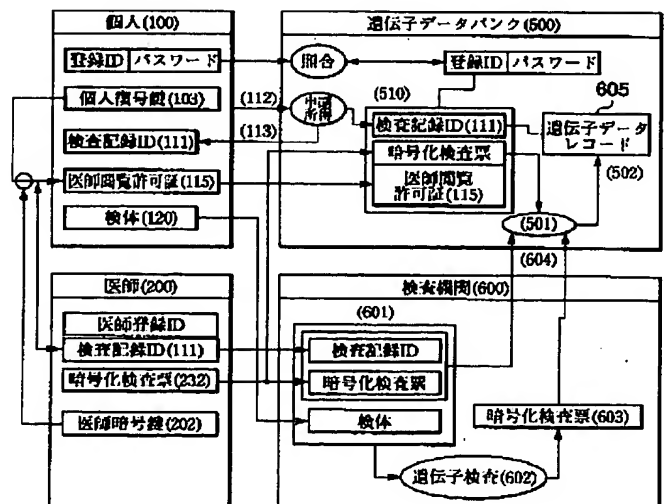 個人(100)
登録ID パスワード
個人復号鍵(103)
検査記録ID(111)
医師閲覧許可証(115)
検体(120)
(112)
(113)
遺伝子データバンク(500)
照合
登録ID パスワード
申請
所得
(510)
検査記録ID(111)
暗号化検査票
医師閲覧
許可証(115)
605
遺伝子データ
レコード
(502)
(501)
(604)
医師(200)
医師登録ID
検査記録ID(111)
暗号化検査票(232)
医師暗号鍵(202)
検査機関(600)
(601)
検査記録ID
暗号化検査票
検体
暗号化検査票(603)
遺伝子検査(602)